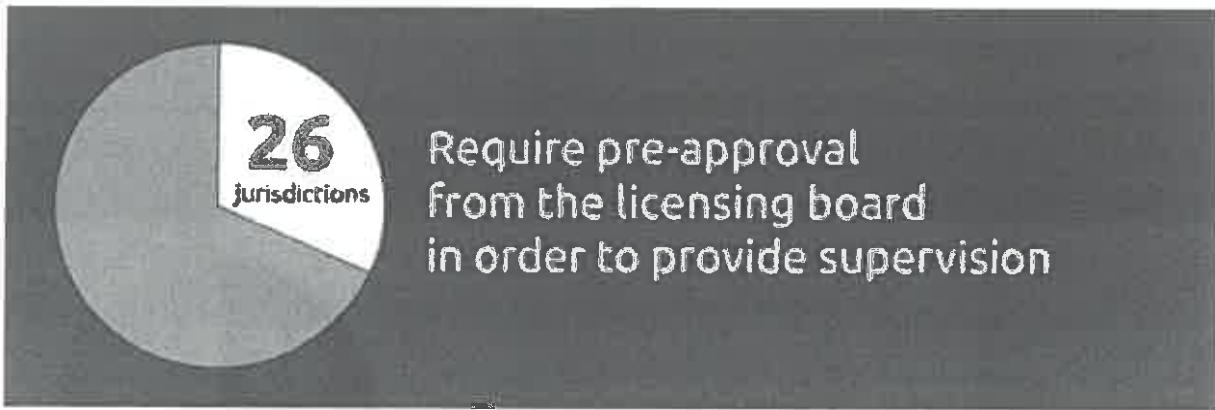 26
jurisdictions
Require pre-approval
from the licensing board
in order to provide supervision